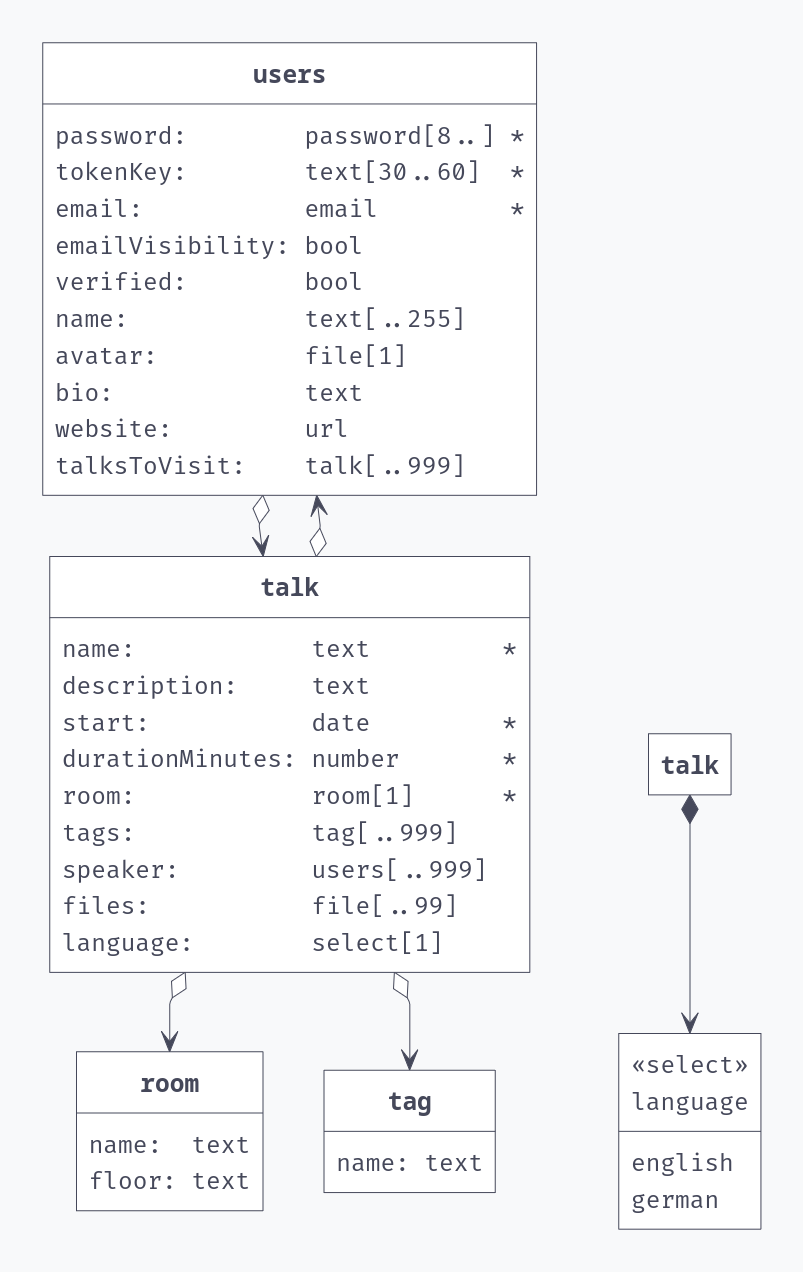 users
password: password[8..] *
tokenKey: text[30..60] *
email: email *
emailVisibility: bool
verified: bool
name: text[..255]
avatar: file[1]
bio: text
website: url
talksToVisit: talk[..999]
talk
name: text *
description: text
start: date *
durationMinutes: number *
room: room[1] *
tags: tag[..999]
speaker: users[..999]
files: file[..99]
language: select[1]
talk
room
name: text
floor: text
tag
name: text
«select»
language
english
german